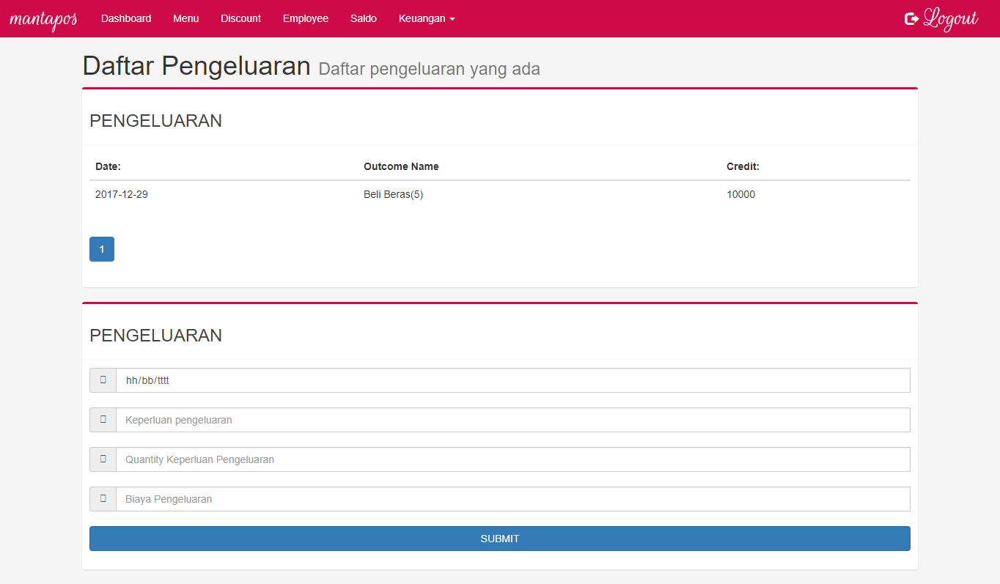 mantapos Dashboard Menu Discount Employee Saldo Keuangan Logout
Daftar Pengeluaran Daftar pengeluaran yang ada
PENGELUARAN
Date: Outcome Name Credit:
2017-12-29 Beli Beras(5) 10000
1
PENGELUARAN
hh/bb/tttt
Keperluan pengeluaran
Quantity Keperluan Pengeluaran
Biaya Pengeluaran
SUBMIT